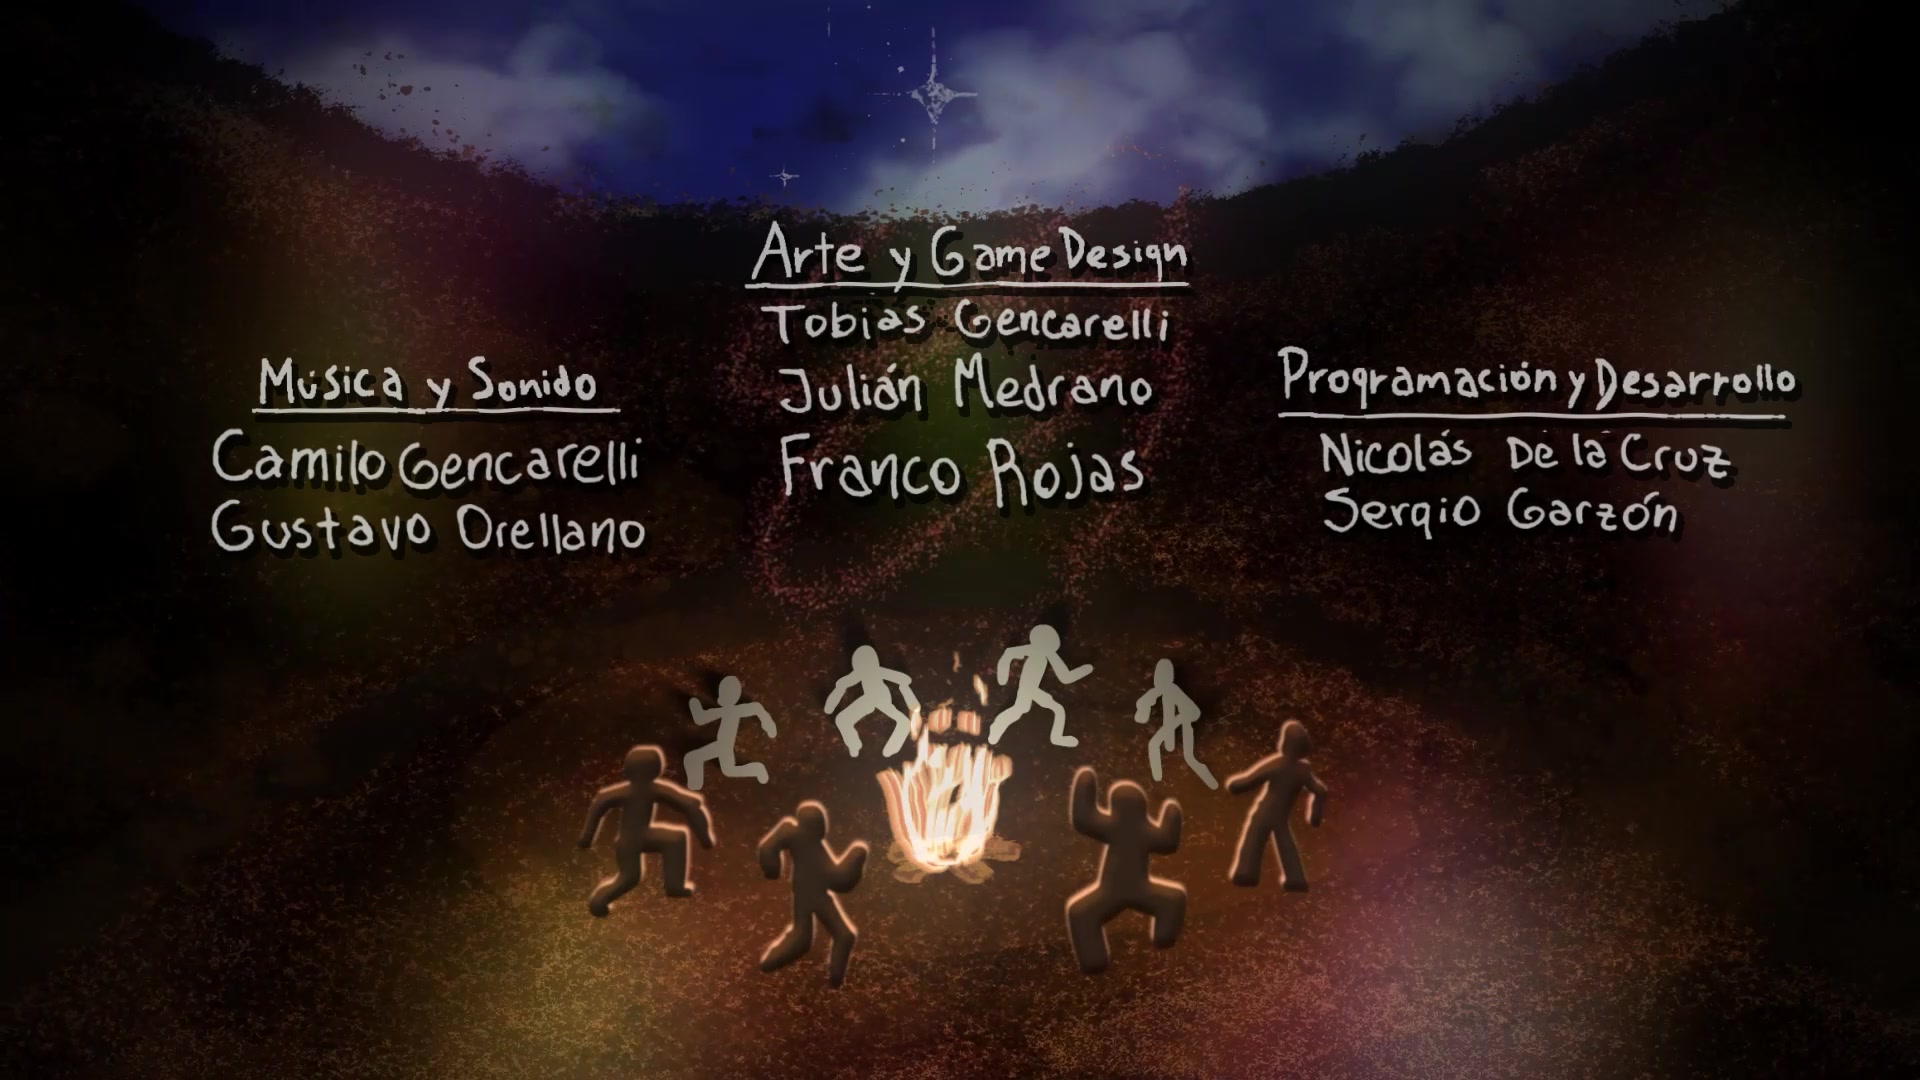 Música y Sonido
Camilo Gencarelli
Gustavo Orellano
Arte y Game Design
Tobias Gencarelli
Julián Medrano
Franco Rojas
Programación y Desarrollo
Nicolás De la Cruz
Sergio Garzón